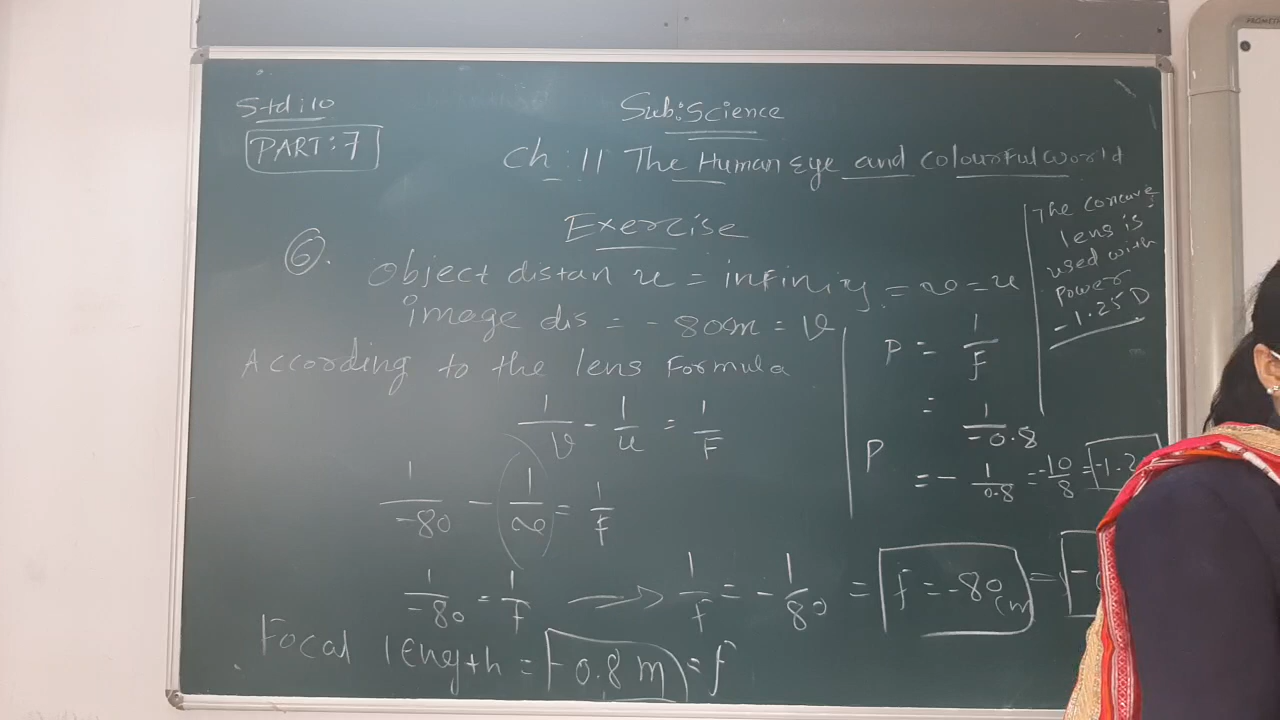 Std:10
Sub:Science
PART:7
Ch:11 The Human Eye and Colourful World
Exercise
6.
Object distan u = infinity = ∞ = u
image dis = - 80cm = v
According to the lens Formula
1/v - 1/u = 1/F
1/-80 - 1/∞ = 1/F
1/-80 = 1/F → 1/f = - 1/80 = f = -80 cm =
Focal length = -0.8 m = f
P = 1/F
= 1/-0.8
P = - 1/0.8 = -10/8 =
The concave
lens is
used with
power
-1.25 D